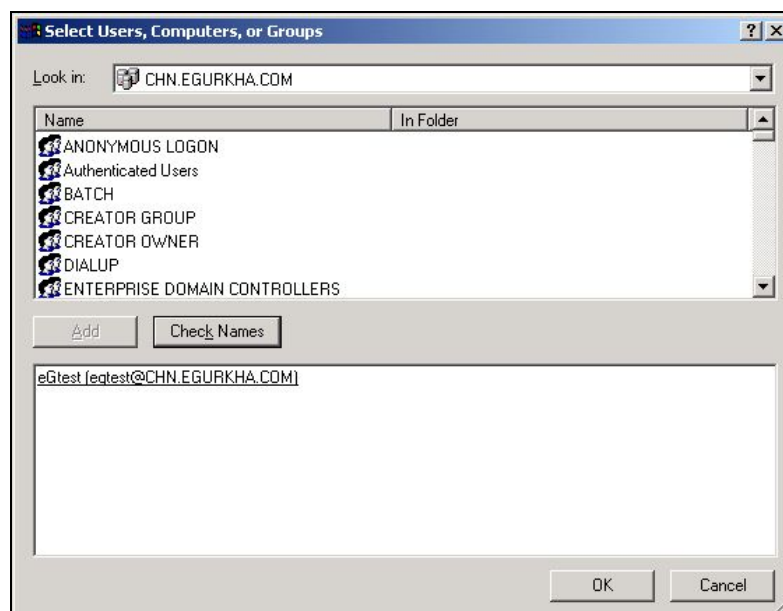 Select Users, Computers, or Groups
Look in: CHN.EGURKHA.COM
Name In Folder
ANONYMOUS LOGON
Authenticated Users
BATCH
CREATOR GROUP
CREATOR OWNER
DIALUP
ENTERPRISE DOMAIN CONTROLLERS
Add Check Names
eGtest (egtest@CHN.EGURKHA.COM)
OK Cancel